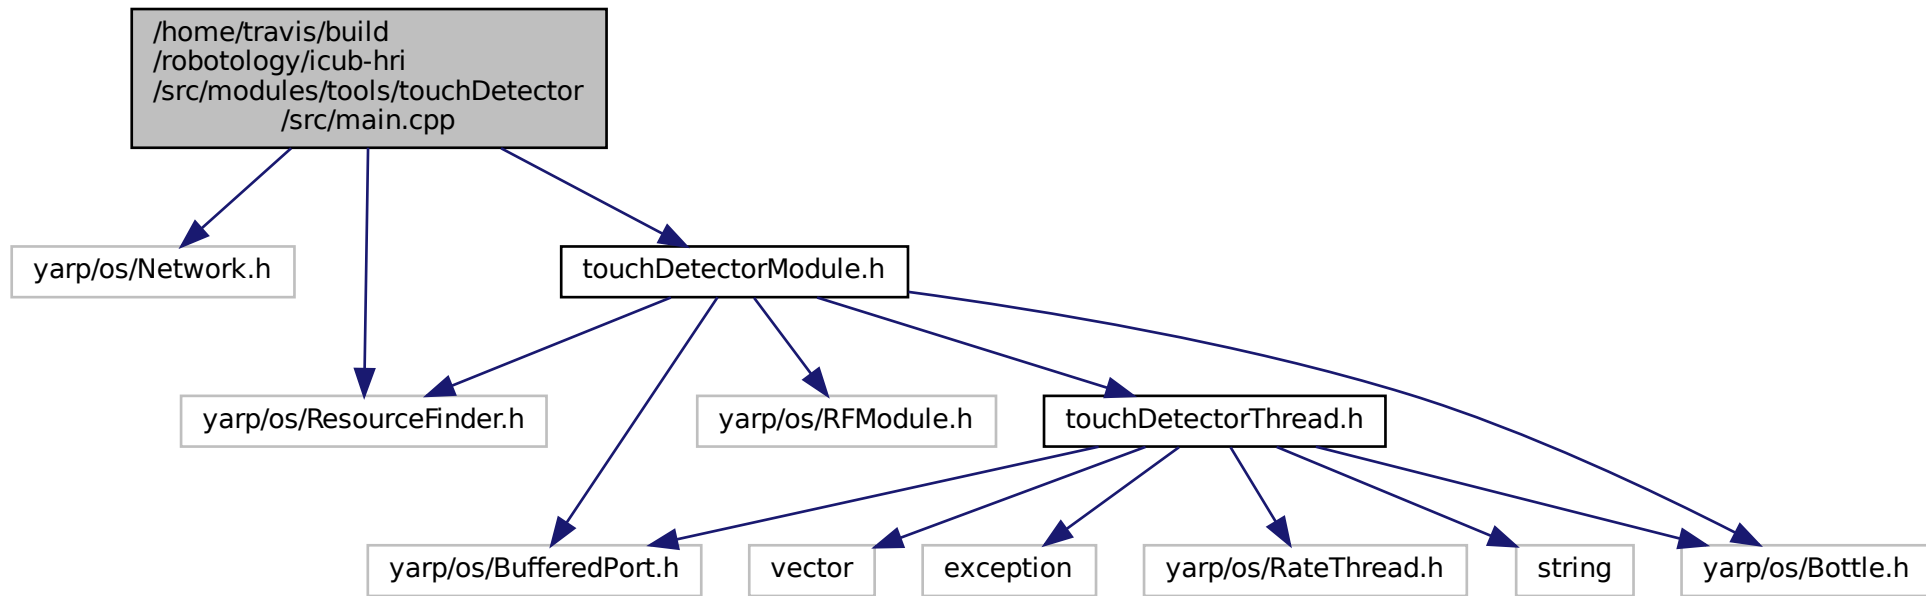 /home/travis/build
/robotology/icub-hri
/src/modules/tools/touchDetector
/src/main.cpp
yarp/os/Network.h
touchDetectorModule.h
yarp/os/ResourceFinder.h
yarp/os/RFModule.h
touchDetectorThread.h
yarp/os/BufferedPort.h
vector
exception
yarp/os/RateThread.h
string
yarp/os/Bottle.h